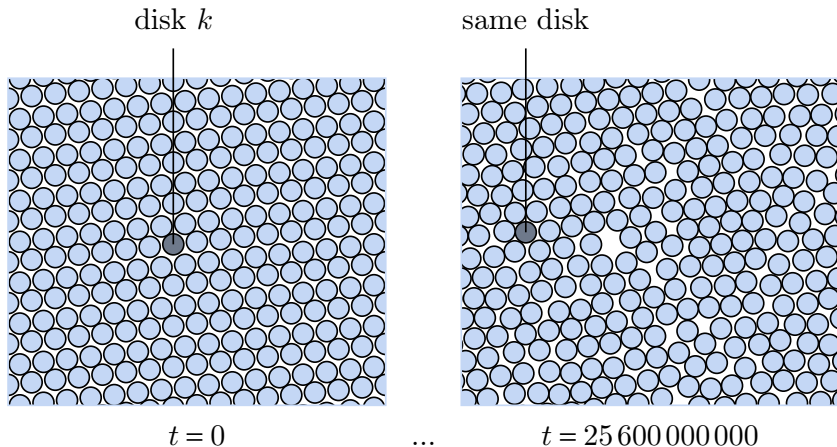 disk k
same disk
t = 0
...
t = 25 600 000 000